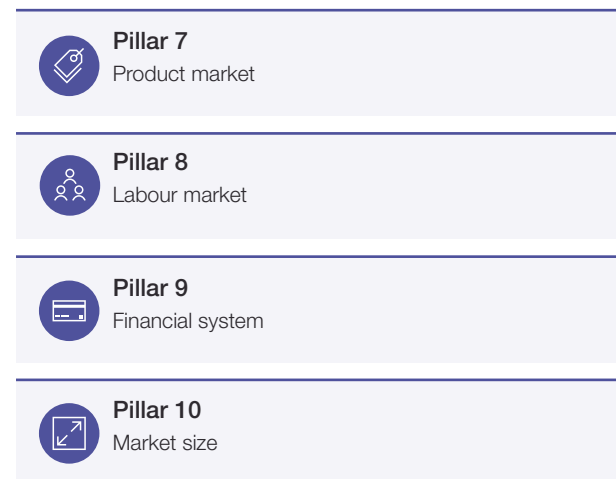 Pillar 7
Product market
Pillar 8
Labour market
Pillar 9
Financial system
Pillar 10
Market size